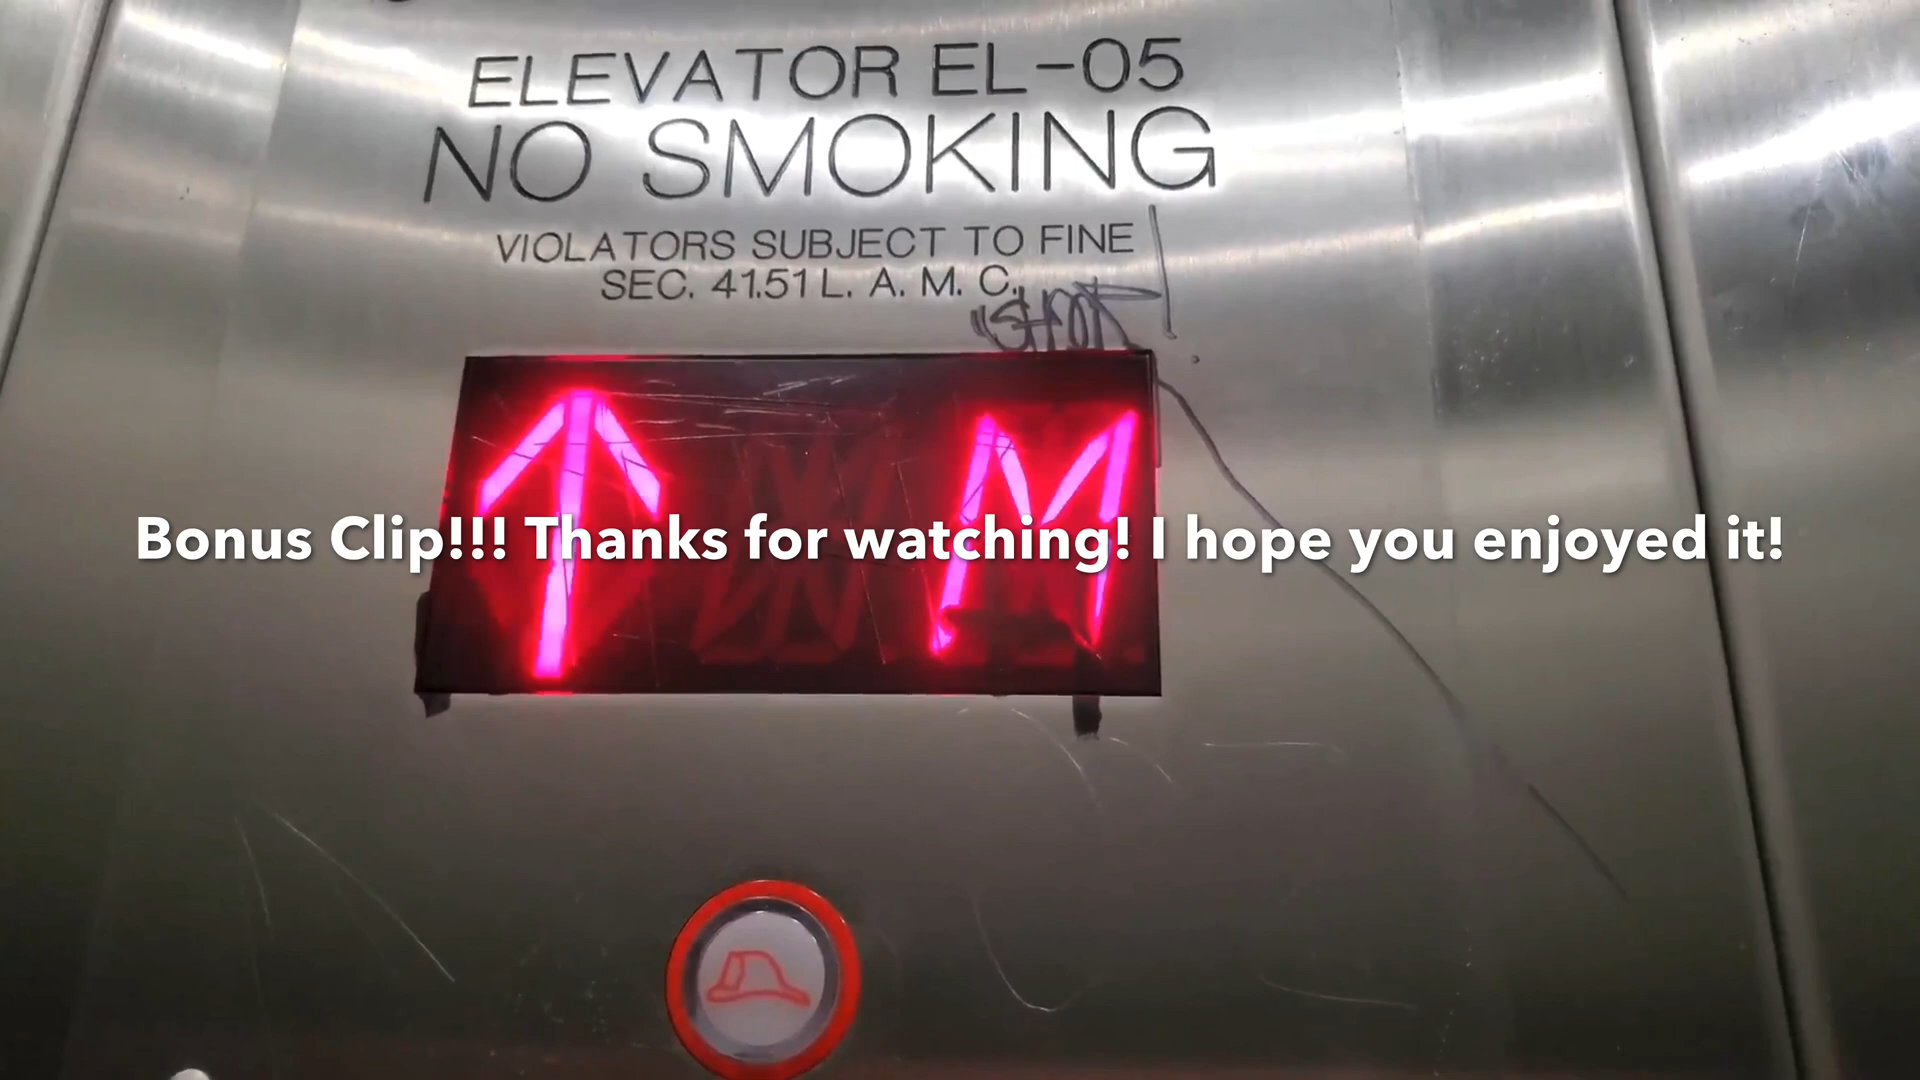 ELEVATOR EL-05
NO SMOKING
VIOLATORS SUBJECT TO FINE
SEC. 41.51 L. A. M. C.
M
Bonus Clip!!! Thanks for watching! I hope you enjoyed it!